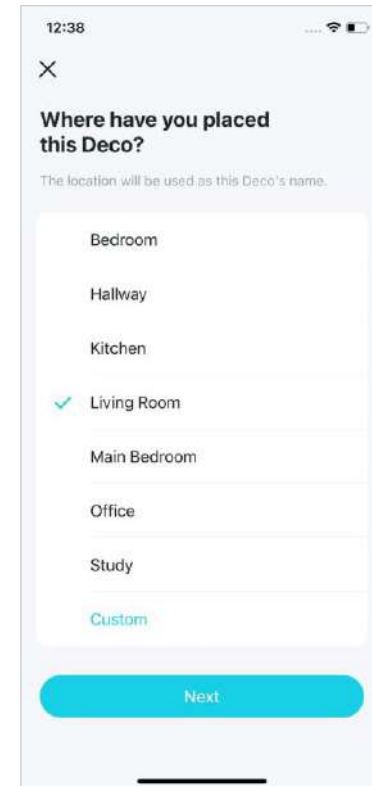 12:38
Where have you placed
this Deco?
The location will be used as this Deco's name.
Bedroom
Hallway
Kitchen
Living Room
Main Bedroom
Office
Study
Custom
Next